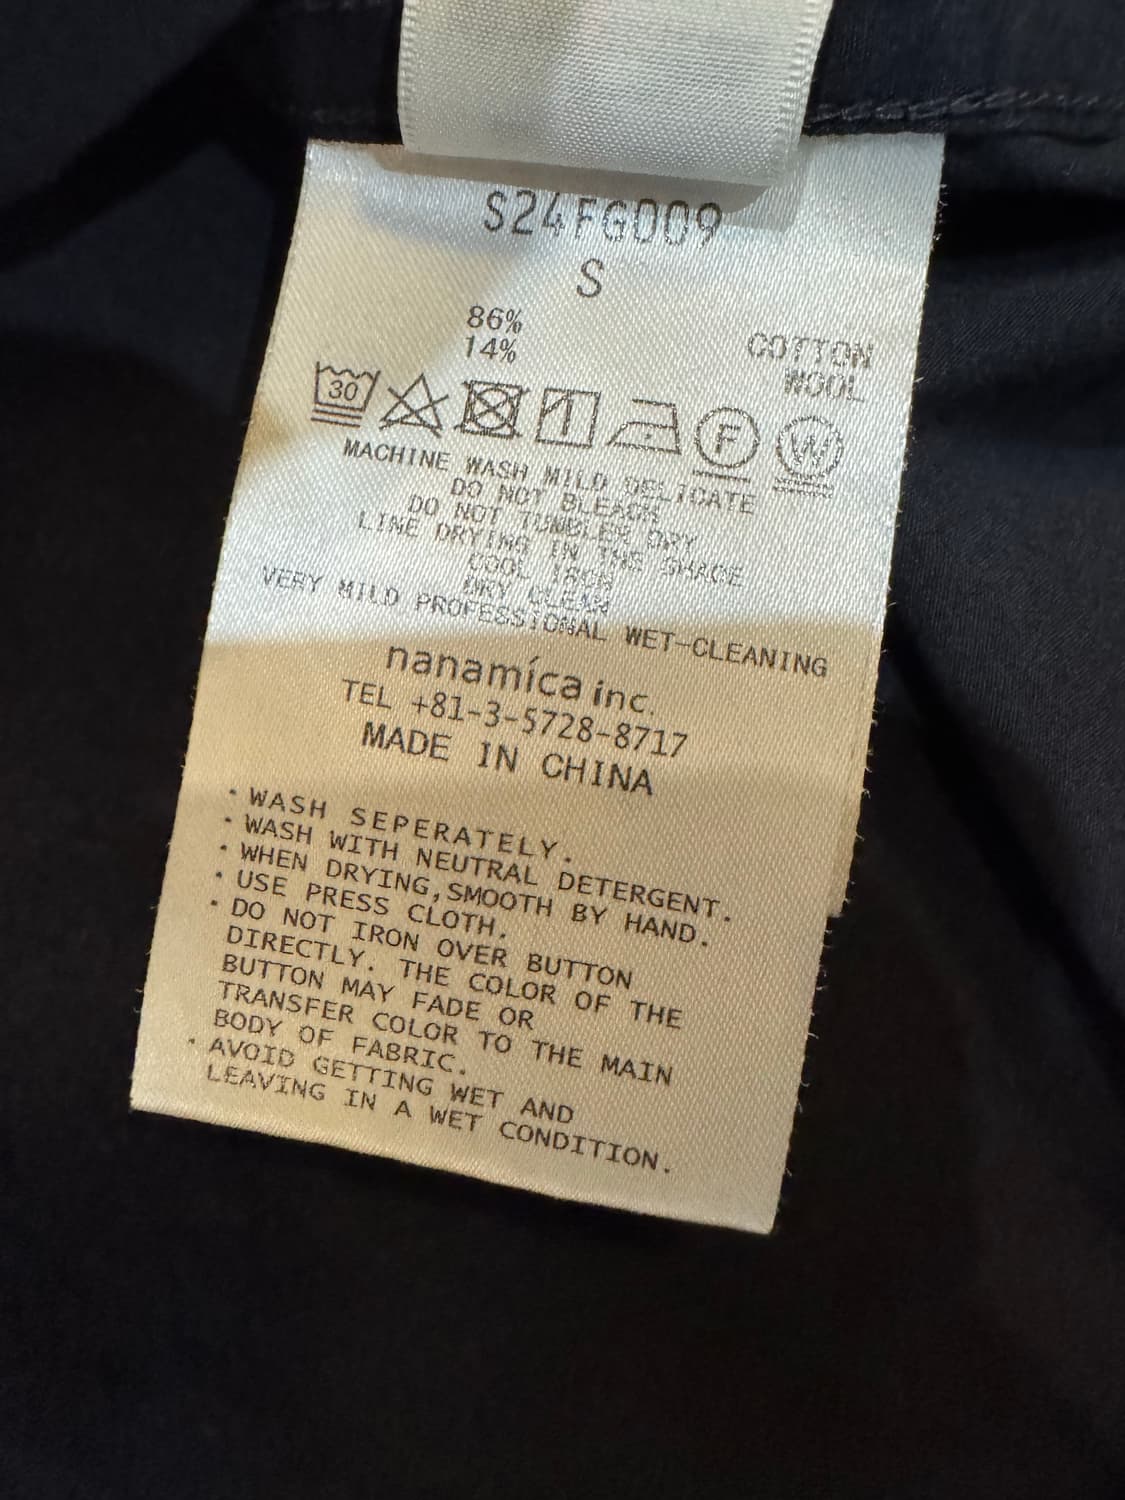 S24FG009
S
86% COTTON
14% WOOL
30 F W
MACHINE WASH MILD DELICATE
DO NOT BLEACH
DO NOT TUMBLER DRY
LINE DRYING IN THE SHADE
COOL IRON
DRY CLEAN
VERY MILD PROFESSIONAL WET-CLEANING
nanamíca inc.
TEL +81-3-5728-8717
MADE IN CHINA
・WASH SEPERATELY.
・WASH WITH NEUTRAL DETERGENT.
・WHEN DRYING,SMOOTH BY HAND.
・USE PRESS CLOTH.
・DO NOT IRON OVER BUTTON
DIRECTLY. THE COLOR OF THE
BUTTON MAY FADE OR
TRANSFER COLOR TO THE MAIN
BODY OF FABRIC.
・AVOID GETTING WET AND
LEAVING IN A WET CONDITION.